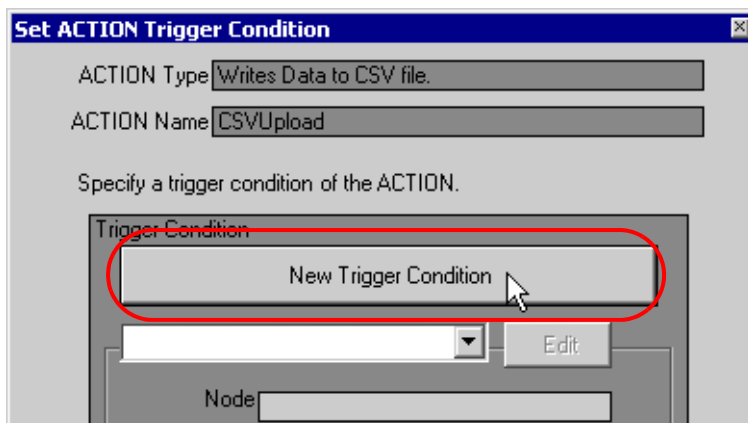 Set ACTION Trigger Condition
ACTION Type Writes Data to CSV file.
ACTION Name CSVUpload
Specify a trigger condition of the ACTION.
Trigger Condition
New Trigger Condition
Edit
Node